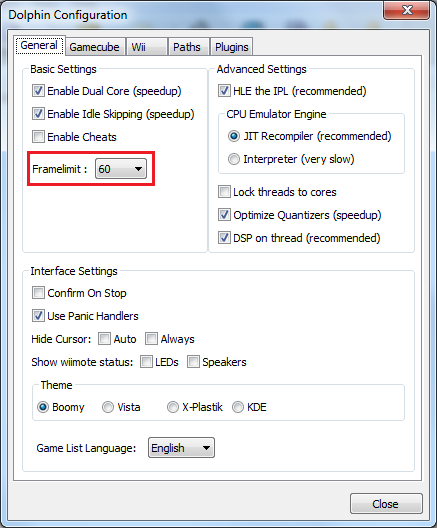 Dolphin Configuration
General Gamecube Wii Paths Plugins
Basic Settings
Enable Dual Core (speedup)
Enable Idle Skipping (speedup)
Enable Cheats
Framelimit : 60
Advanced Settings
HLE the IPL (recommended)
CPU Emulator Engine
JIT Recompiler (recommended)
Interpreter (very slow)
Lock threads to cores
Optimize Quantizers (speedup)
DSP on thread (recommended)
Interface Settings
Confirm On Stop
Use Panic Handlers
Hide Cursor: Auto Always
Show wiimote status: LEDs Speakers
Theme
Boomy Vista X-Plastik KDE
Game List Language: English
Close